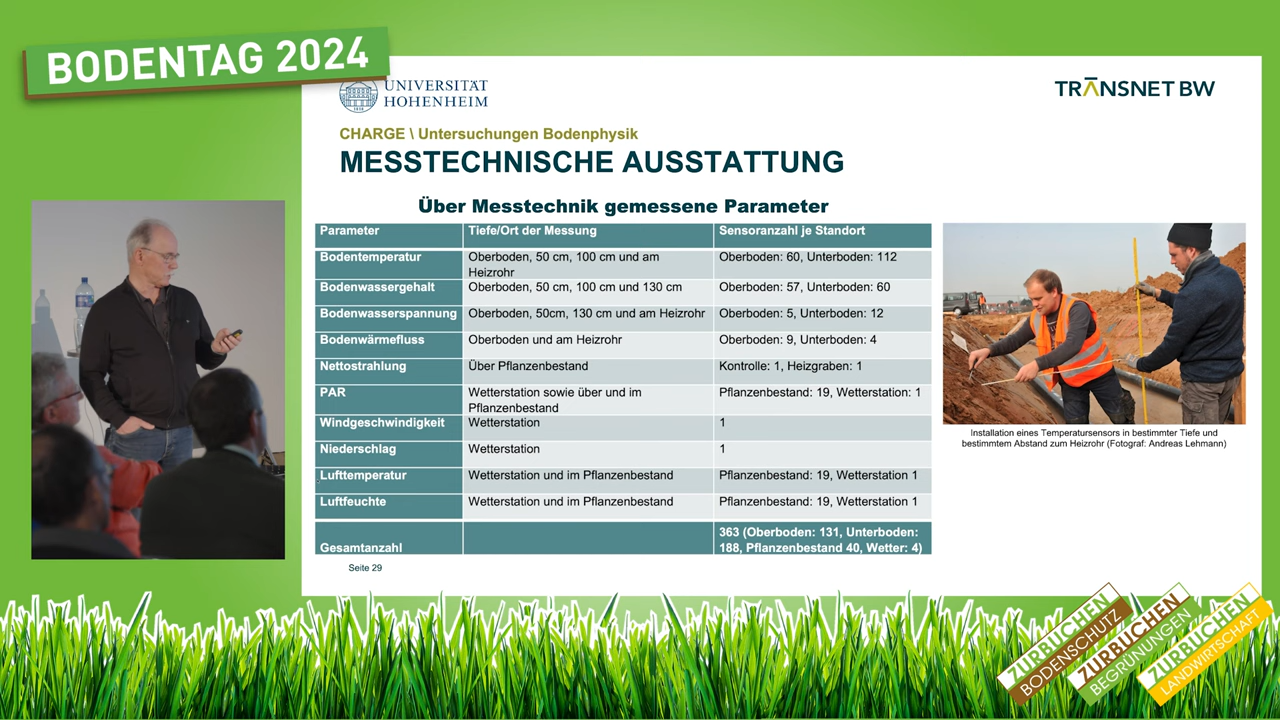 BODENTAG 2024
UNIVERSITÄT
HOHENHEIM
TRANSNET BW
CHARGE \ Untersuchungen Bodenphysik
MESSTECHNISCHE AUSSTATTUNG
Über Messtechnik gemessene Parameter
Parameter Tiefe/Ort der Messung Sensoranzahl je Standort
Bodentemperatur Oberboden, 50 cm, 100 cm und am Heizrohr Oberboden: 60, Unterboden: 112
Bodenwassergehalt Oberboden, 50 cm, 100 cm und 130 cm Oberboden: 57, Unterboden: 60
Bodenwasserspannung Oberboden, 50cm, 130 cm und am Heizrohr Oberboden: 5, Unterboden: 12
Bodenwärmefluss Oberboden und am Heizrohr Oberboden: 9, Unterboden: 4
Nettostrahlung Über Pflanzenbestand Kontrolle: 1, Heizgraben: 1
PAR Wetterstation sowie über und im Pflanzenbestand Pflanzenbestand: 19, Wetterstation: 1
Windgeschwindigkeit Wetterstation 1
Niederschlag Wetterstation 1
Lufttemperatur Wetterstation und im Pflanzenbestand Pflanzenbestand: 19, Wetterstation 1
Luftfeuchte Wetterstation und im Pflanzenbestand Pflanzenbestand: 19, Wetterstation 1
Gesamtanzahl 363 (Oberboden: 131, Unterboden: 188, Pflanzenbestand 40, Wetter: 4)
Installation eines Temperatursensors in bestimmter Tiefe und
bestimmtem Abstand zum Heizrohr (Fotograf: Andreas Lehmann)
Seite 29
ZURBUCHEN
BODENSCHUTZ
ZURBUCHEN
BEGRÜNUNGEN
ZURBUCHEN
LANDWIRTSCHAFT